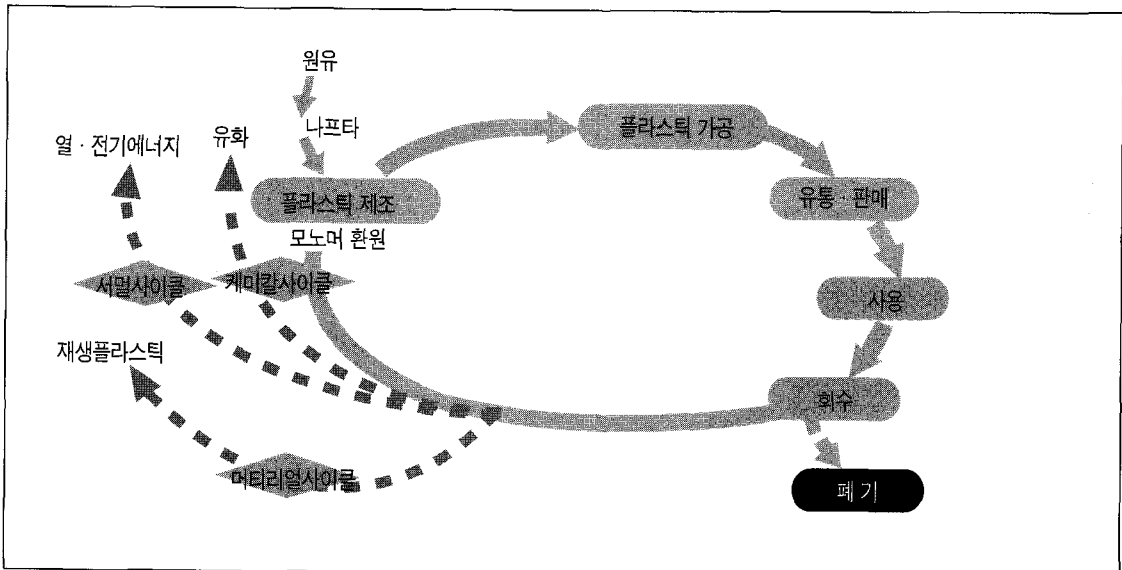 원유
나프타
플라스틱 가공
열 · 전기에너지
유화
플라스틱 제조
유통 · 판매
모노머 환원
서멀사이클
케미칼사이클
사용
재생플라스틱
회수
머티리얼사이클
폐 기